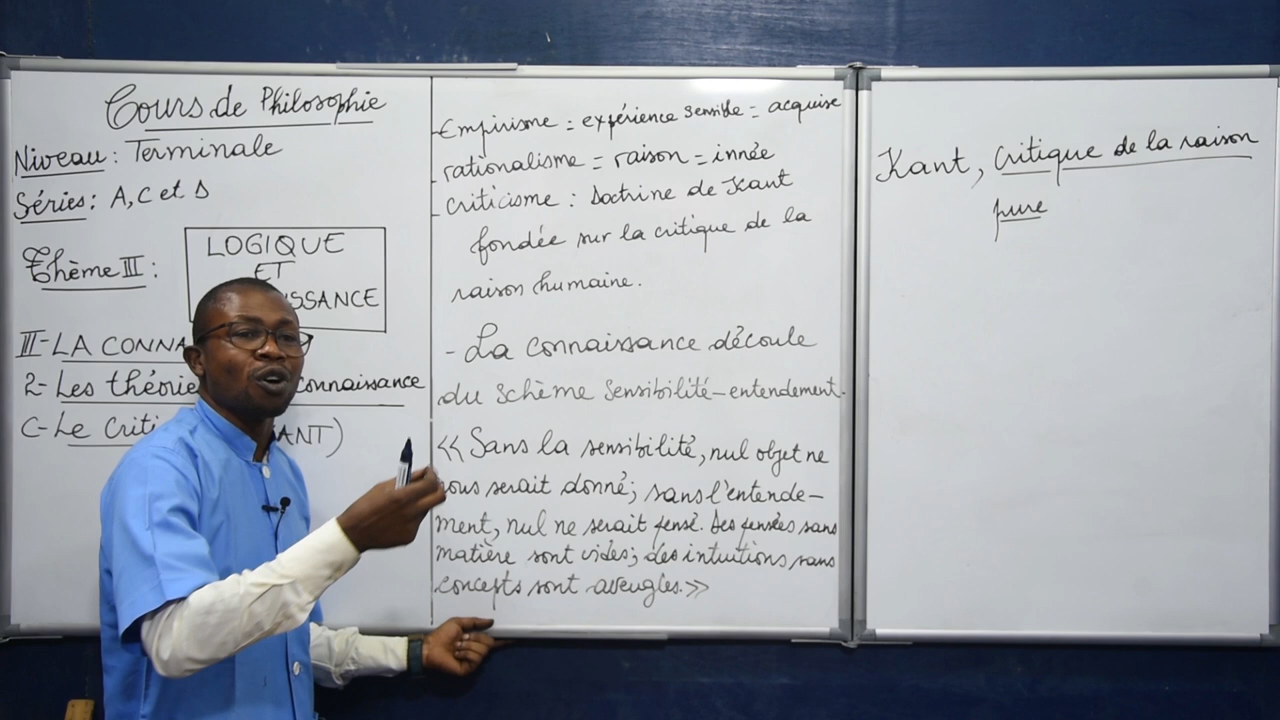 Cours de Philosophie
Niveau : Terminale
Séries : A, C et D
Thème III :
LOGIQUE
ET
SSANCE
III-LA CONNA
2- Les théorie connaissance
C- Le Criti ANT)
- Empirisme = expérience sensible = acquise
- rationalisme = raison = innée
- criticisme : Doctrine de Kant
fondée sur la critique de la
raison humaine.
- La connaissance découle
du Schème Sensibilité-entendement.
<< Sans la sensibilité, nul objet ne
nous serait donné; sans l'entende-
ment, nul ne serait pensé. Des pensées sans
matière sont vides; des intuitions sans
concepts sont aveugles.>>
Kant, critique de la raison
pure